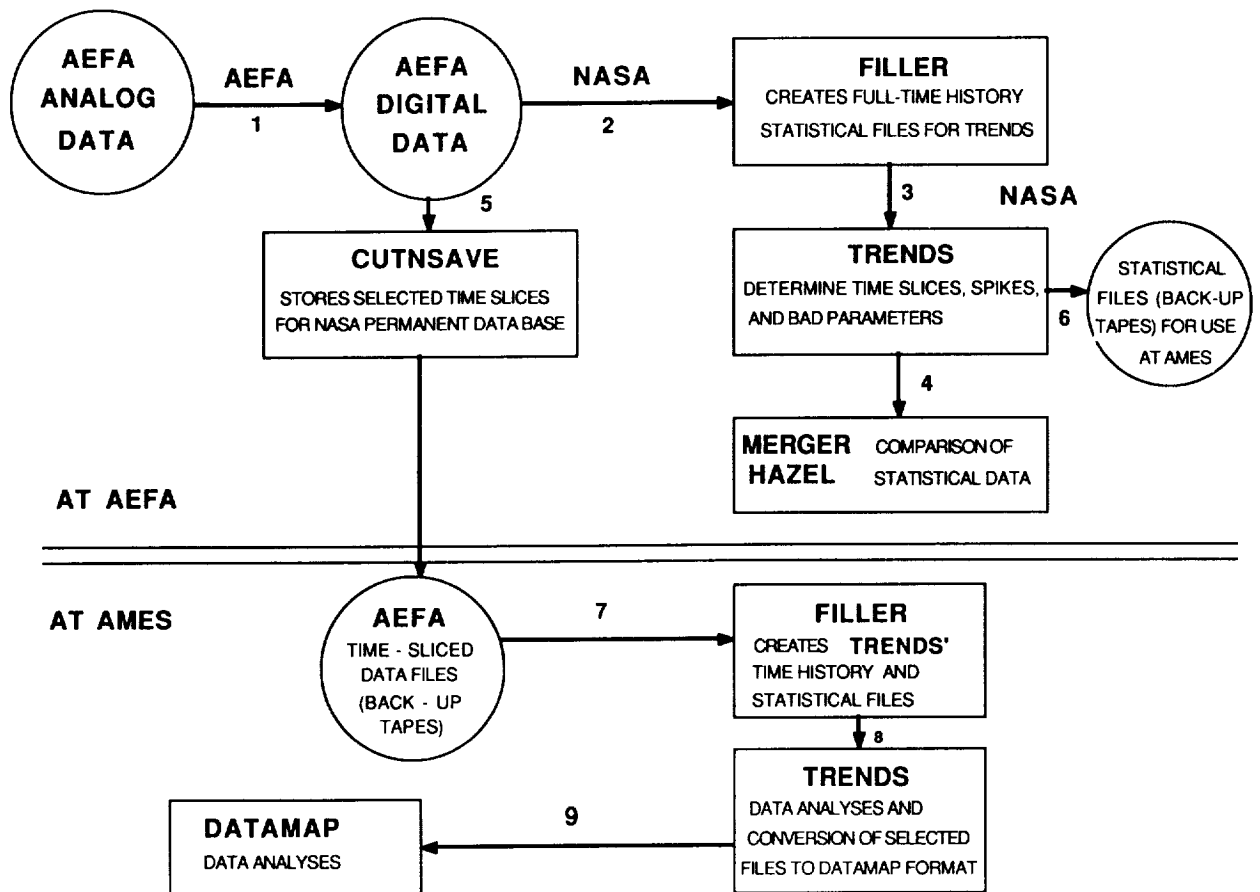 AEFA
ANALOG
DATA
AEFA
1
AEFA
DIGITAL
DATA
NASA
2
FILLER
CREATES FULL-TIME HISTORY
STATISTICAL FILES FOR TRENDS
3
NASA
5
CUTNSAVE
STORES SELECTED TIME SLICES
FOR NASA PERMANENT DATA BASE
TRENDS
DETERMINE TIME SLICES, SPIKES,
AND BAD PARAMETERS
6
STATISTICAL
FILES (BACK-UP
TAPES) FOR USE
AT AMES
4
MERGER COMPARISON OF
HAZEL STATISTICAL DATA
AT AEFA
AT AMES
AEFA
TIME - SLICED
DATA FILES
(BACK - UP
TAPES)
7
FILLER
CREATES TRENDS'
TIME HISTORY AND
STATISTICAL FILES
8
TRENDS
DATA ANALYSES AND
CONVERSION OF SELECTED
FILES TO DATAMAP FORMAT
9
DATAMAP
DATA ANALYSES